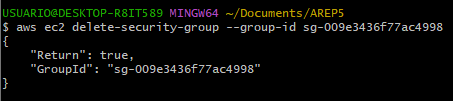 USUARIO@DESKTOP-R8IT589 MINGW64 ~/Documents/AREP5
$ aws ec2 delete-security-group --group-id sg-009e3436f77ac4998
{
    "Return": true,
    "GroupId": "sg-009e3436f77ac4998"
}